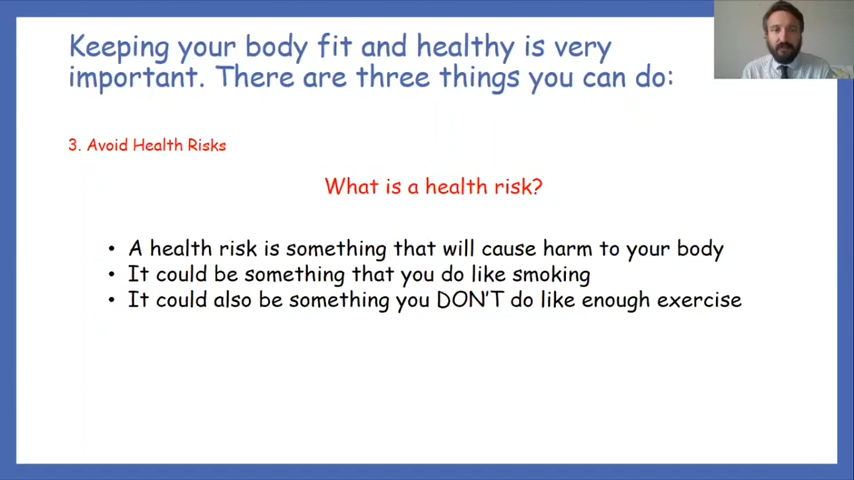 Keeping your body fit and healthy is very
important. There are three things you can do:
3. Avoid Health Risks
What is a health risk?
• A health risk is something that will cause harm to your body
• It could be something that you do like smoking
• It could also be something you DON'T do like enough exercise